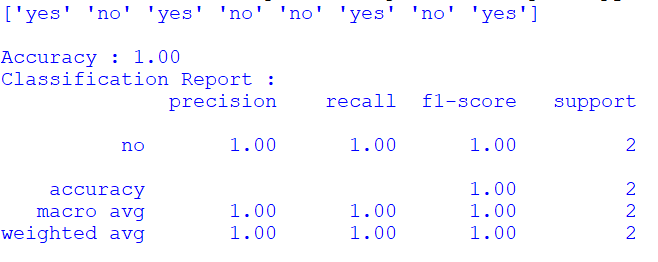 ['yes' 'no' 'yes' 'no' 'no' 'yes' 'no' 'yes']
Accuracy : 1.00
Classification Report :
precision recall f1-score support
no 1.00 1.00 1.00 2
accuracy 1.00 2
macro avg 1.00 1.00 1.00 2
weighted avg 1.00 1.00 1.00 2